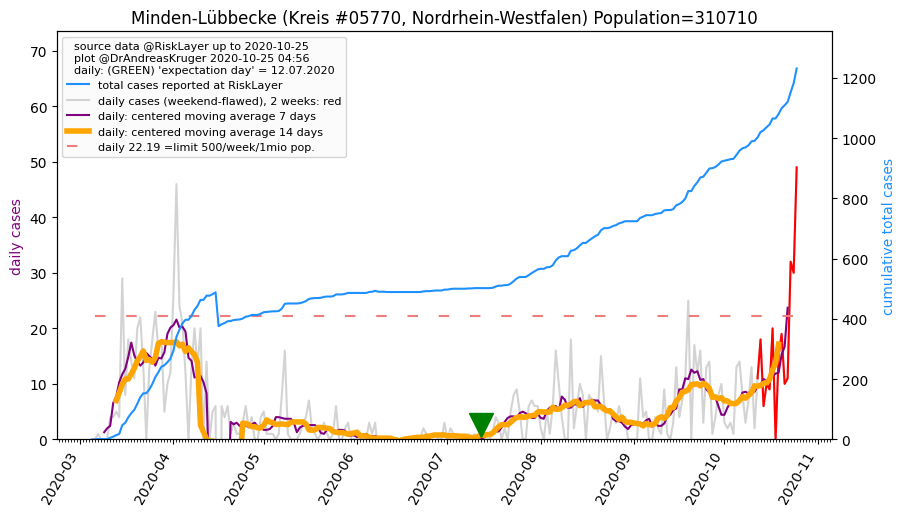 Minden-Lübbecke (Kreis #05770, Nordrhein-Westfalen) Population=310710
source data @RiskLayer up to 2020-10-25
plot @DrAndreasKruger 2020-10-25 04:56
daily: (GREEN) 'expectation day' = 12.07.2020
total cases reported at RiskLayer
daily cases (weekend-flawed), 2 weeks: red
daily: centered moving average 7 days
daily: centered moving average 14 days
daily 22.19 =limit 500/week/1mio pop.
daily cases
70
60
50
40
30
20
10
0
cumulative total cases
1200
1000
800
600
400
200
0
2020-03
2020-04
2020-05
2020-06
2020-07
2020-08
2020-09
2020-10
2020-11